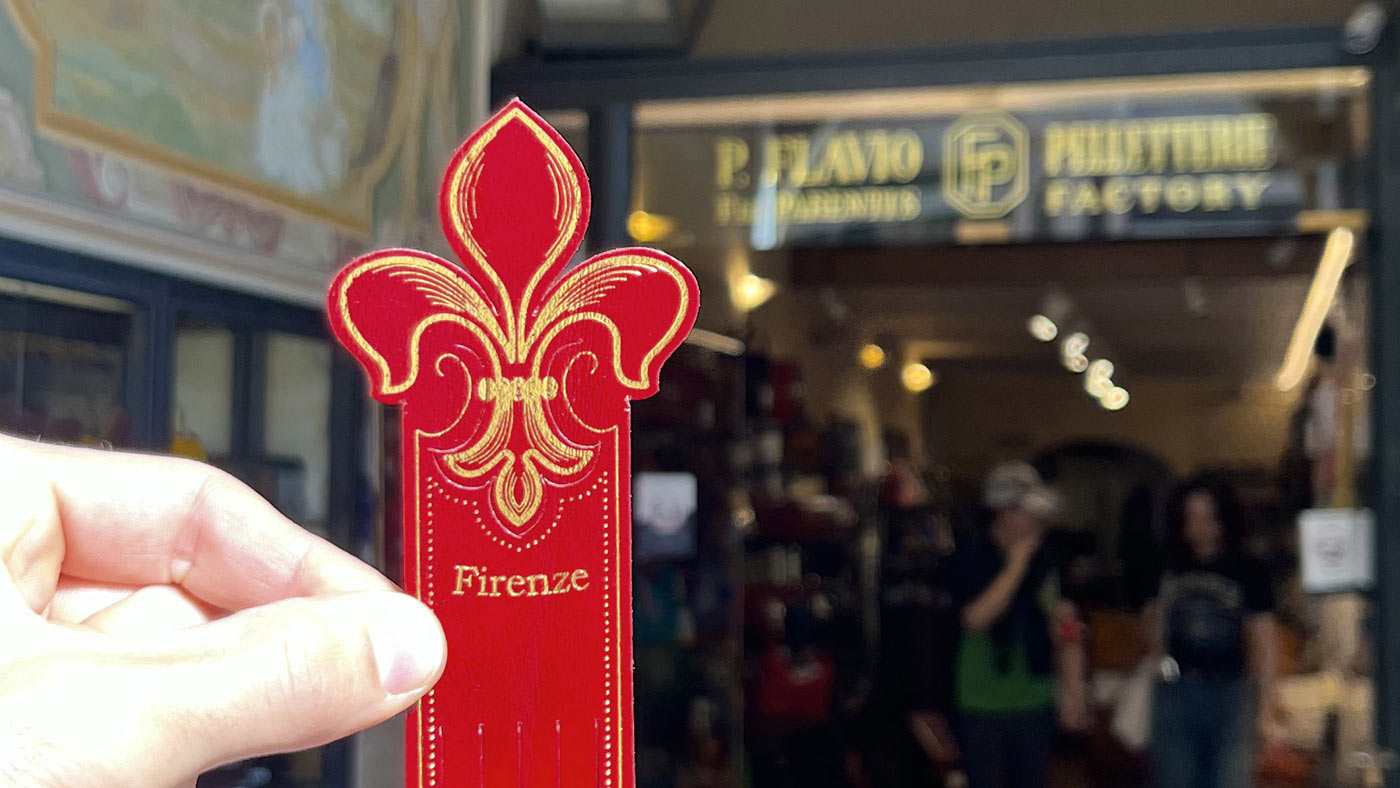 P. FLAVIO
FP
PELLETTERIE
FACTORY
Firenze